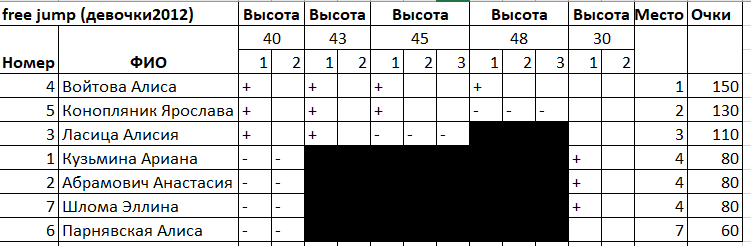 free jump (девочки2012) Высота Высота Высота Высота Высота Место Очки
40 43 45 48 30
Номер ФИО 1 2 1 2 1 2 3 1 2 3 1 2
4 Войтова Алиса + + + + 1 150
5 Конопляник Ярослава + + + - - - 2 130
3 Ласица Алисия + + - - - 3 110
1 Кузьмина Ариана - - + 4 80
2 Абрамович Анастасия - - + 4 80
7 Шлома Эллина - - + 4 80
6 Парнявская Алиса - - 7 60